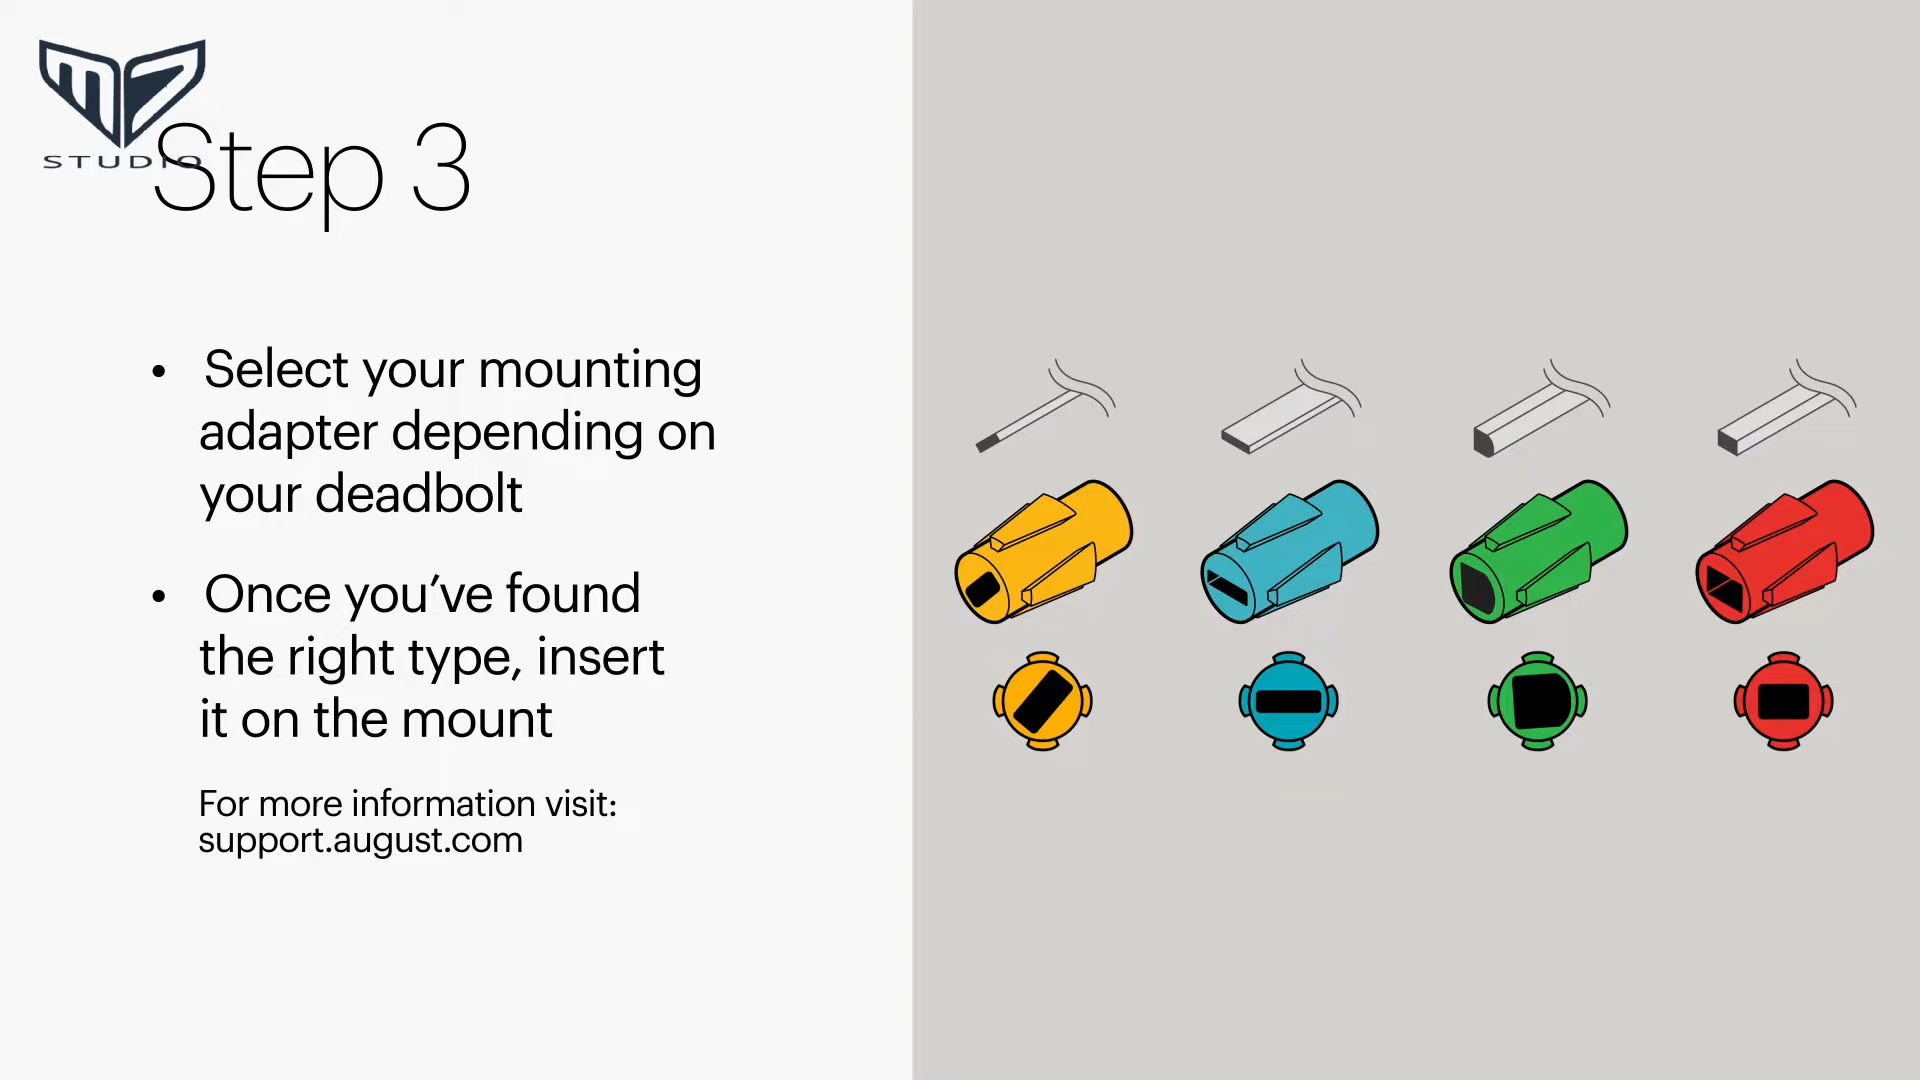 M7
STUDIO
Step 3
• Select your mounting
adapter depending on
your deadbolt
• Once you’ve found
the right type, insert
it on the mount
For more information visit:
support.august.com